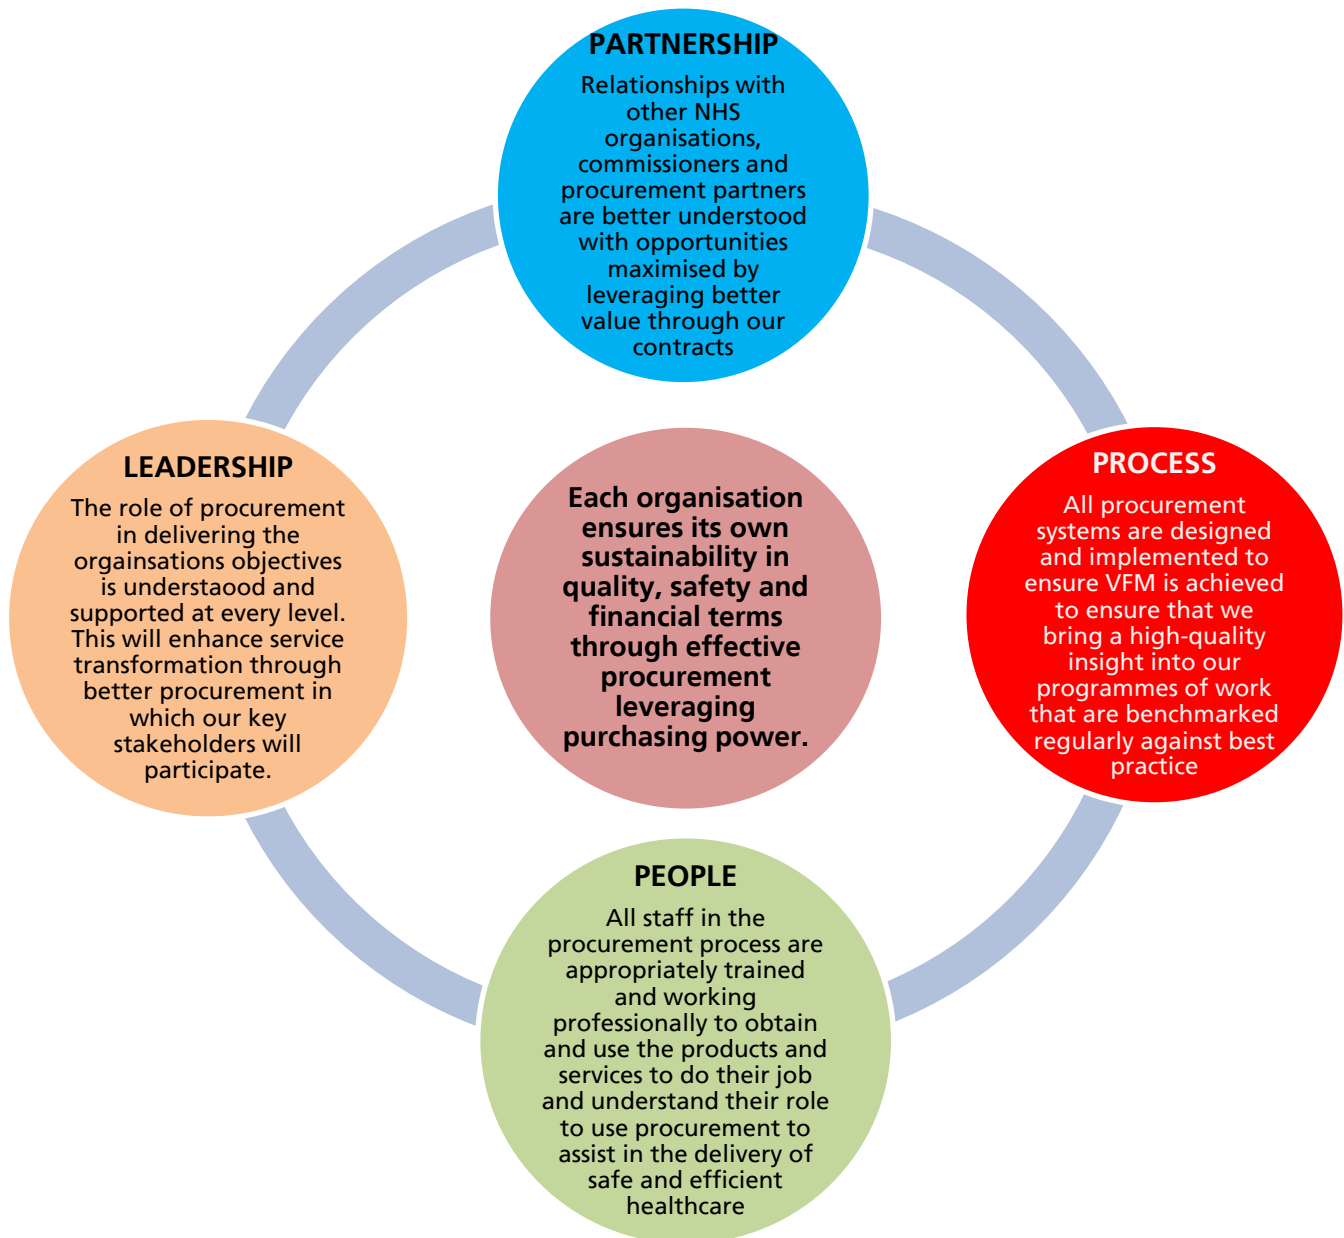 PARTNERSHIP
Relationships with
other NHS
organisations,
commissioners and
procurement partners
are better understood
with opportunities
maximised by
leveraging better
value through our
contracts
LEADERSHIP
The role of procurement
in delivering the
orgainsations objectives
is understaood and
supported at every level.
This will enhance service
transformation through
better procurement in
which our key
stakeholders will
participate.
Each organisation
ensures its own
sustainability in
quality, safety and
financial terms
through effective
procurement
leveraging
purchasing power.
PROCESS
All procurement
systems are designed
and implemented to
ensure VFM is achieved
to ensure that we
bring a high-quality
insight into our
programmes of work
that are benchmarked
regularly against best
practice
PEOPLE
All staff in the
procurement process are
appropriately trained
and working
professionally to obtain
and use the products and
services to do their job
and understand their role
to use procurement to
assist in the delivery of
safe and efficient
healthcare